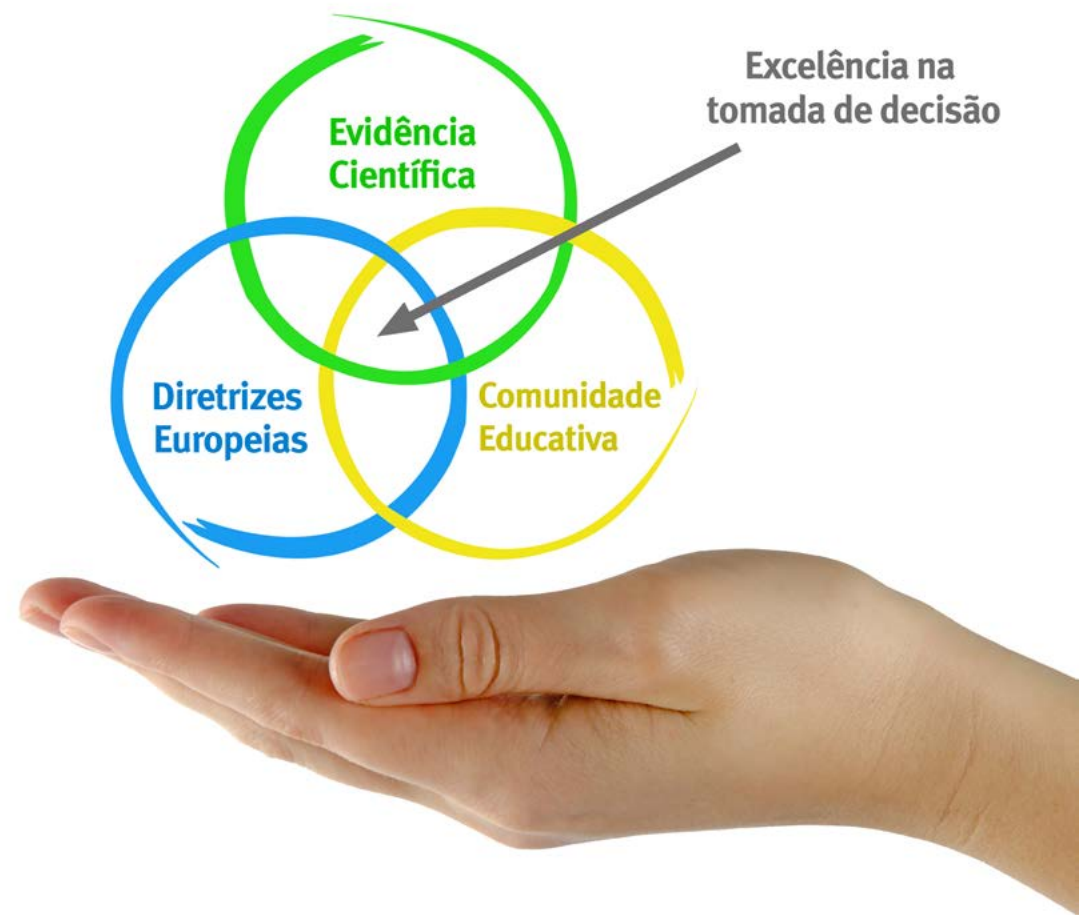 Excelência na
tomada de decisão
Evidência
Científica
Diretrizes
Europeias
Comunidade
Educativa